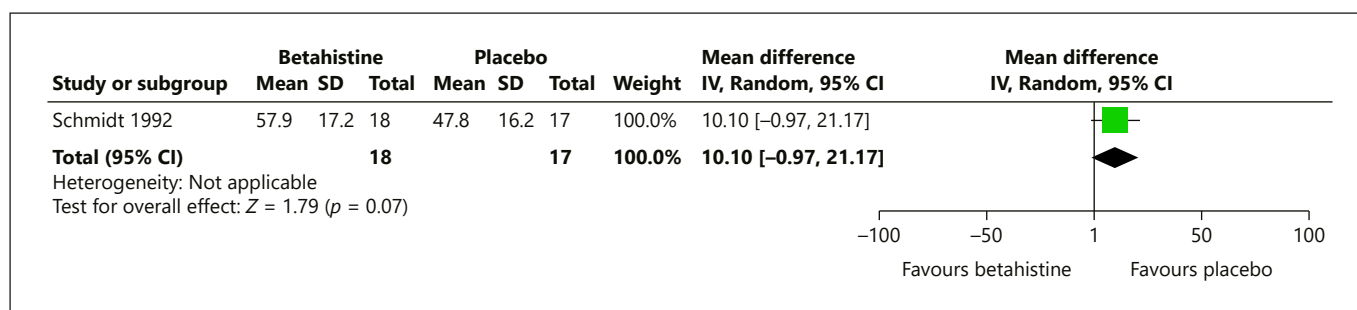 Betahistine Placebo Mean difference Mean difference
Study or subgroup Mean SD Total Mean SD Total Weight IV, Random, 95% CI IV, Random, 95% CI
Schmidt 1992 57.9 17.2 18 47.8 16.2 17 100.0% 10.10 [–0.97, 21.17]
Total (95% CI) 18 17 100.0% 10.10 [–0.97, 21.17]
Heterogeneity: Not applicable
Test for overall effect: Z = 1.79 (p = 0.07)
–100 –50 1 50 100
Favours betahistine Favours placebo